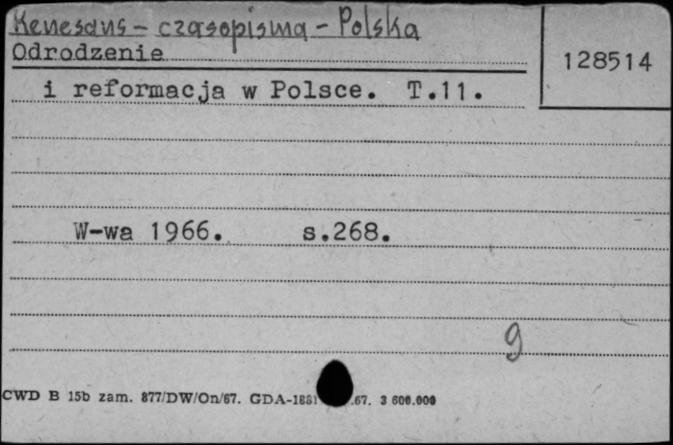 Renesans - czasopisma - Polska
Odrodzenie
128514
i reformacja w Polsce. T.11.
W-wa 1966. s.268.
9
CWD B 15b zam. 877/DW/On/67. GDA-1881 .67. 3 600.000